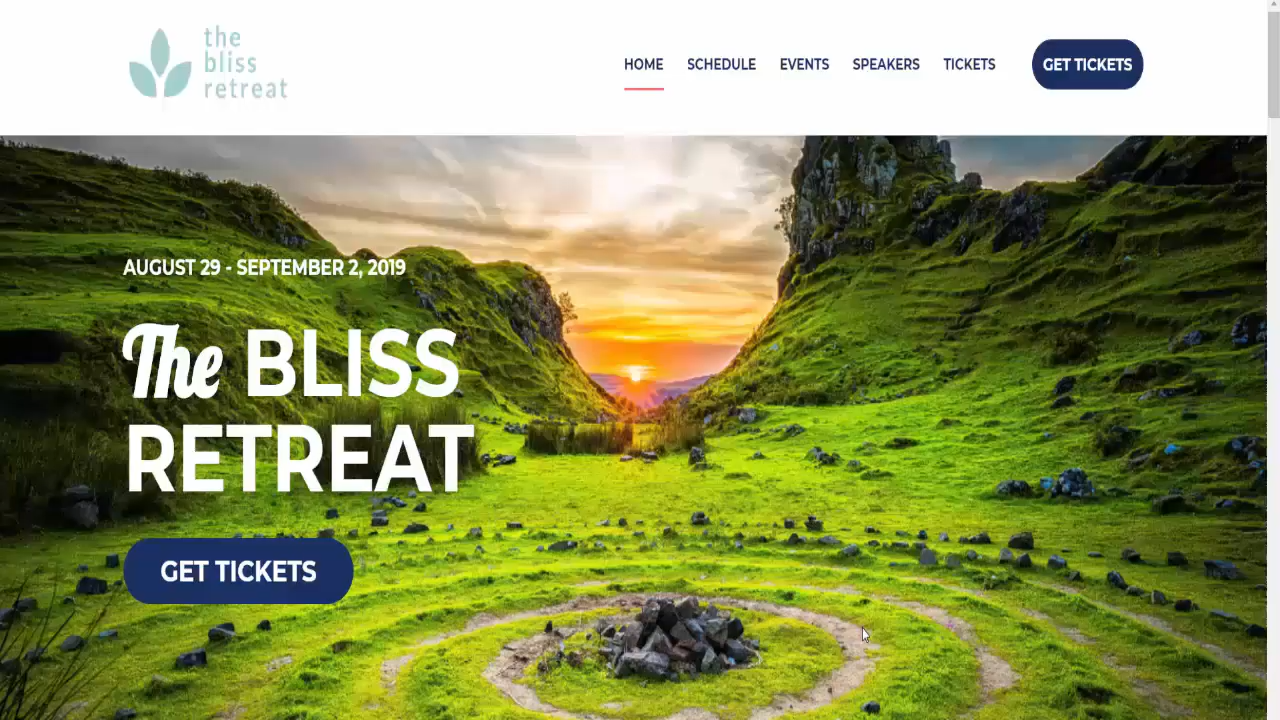 the
bliss
retreat
HOME SCHEDULE EVENTS SPEAKERS TICKETS GET TICKETS
AUGUST 29 - SEPTEMBER 2, 2019
The BLISS
RETREAT
GET TICKETS